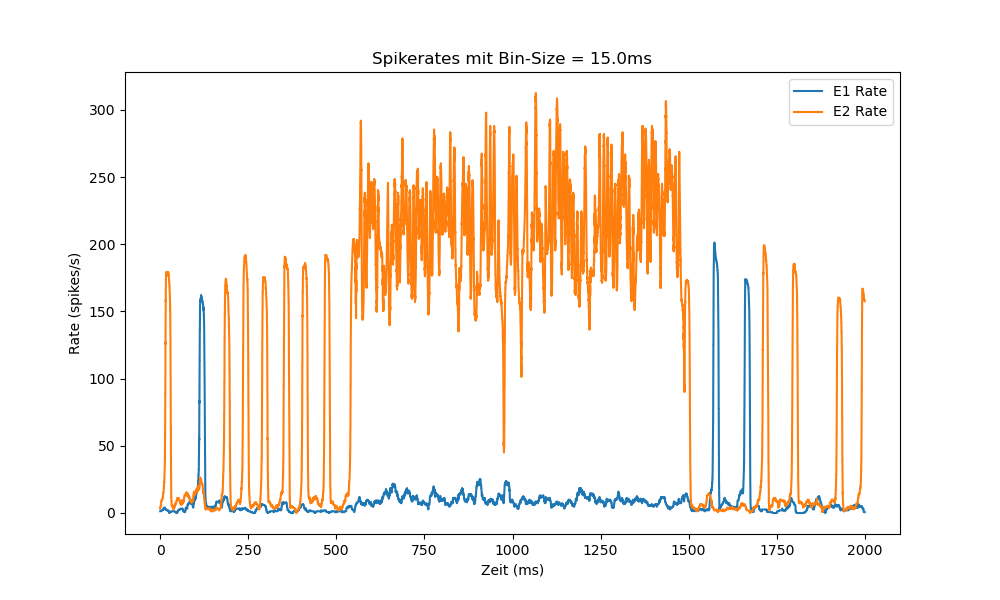 Spikerates mit Bin-Size = 15.0ms
E1 Rate
E2 Rate
Rate (spikes/s)
300
250
200
150
100
50
0
0 250 500 750 1000 1250 1500 1750 2000
Zeit (ms)